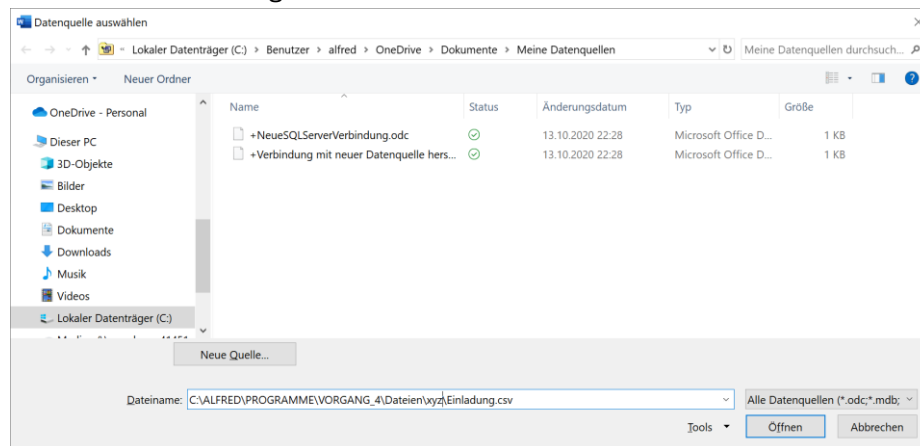 Datenquelle auswählen
Lokaler Datenträger (C:) > Benutzer > alfred > OneDrive > Dokumente > Meine Datenquellen
Meine Datenquellen durchsuch...
Organisieren
Neuer Ordner
Name Status Änderungsdatum Typ Größe
OneDrive - Personal
+NeueSQLServerVerbindung.odc 13.10.2020 22:28 Microsoft Office D... 1 KB
Dieser PC
+Verbindung mit neuer Datenquelle hers... 13.10.2020 22:28 Microsoft Office D... 1 KB
3D-Objekte
Bilder
Desktop
Dokumente
Downloads
Musik
Videos
Lokaler Datenträger (C:)
Neue Quelle...
Dateiname: C:\ALFRED\PROGRAMME\VORGANG_4\Dateien\xyz\Einladung.csv
Alle Datenquellen (*.odc;*.mdb;
Tools Öffnen Abbrechen